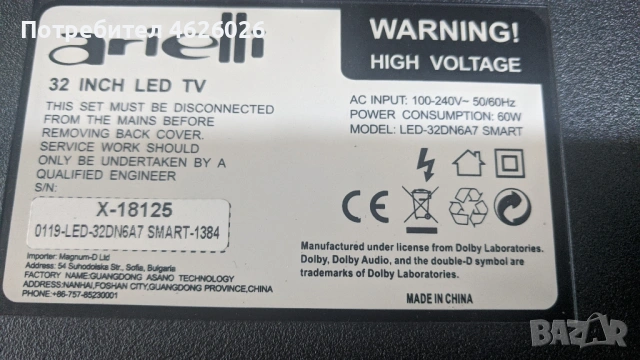 Потребител 4626026
arielli
32 INCH LED TV
THIS SET MUST BE DISCONNECTED
FROM THE MAINS BEFORE
REMOVING BACK COVER.
SERVICE WORK SHOULD
ONLY BE UNDERTAKEN BY A
QUALIFIED ENGINEER
S/N:
X-18125
0119-LED-32DN6A7 SMART-1384
Importer: Magnum-D Ltd
Address: 54 Suhodolska Str., Sofia, Bulgaria
FACTORY NAME:GUANGDONG ASANO TECHNOLOGY
ADDRESS:NANHAI,FOSHAN CITY,GUANGDONG PROVINCE,CHINA
PHONE:+86-757-85230001
WARNING!
HIGH VOLTAGE
AC INPUT: 100-240V~ 50/60Hz
POWER CONSUMPTION: 60W
MODEL: LED-32DN6A7 SMART
CE
Manufactured under license from Dolby Laboratories.
Dolby, Dolby Audio, and the double-D symbol are
trademarks of Dolby Laboratories.
MADE IN CHINA
BAZAR